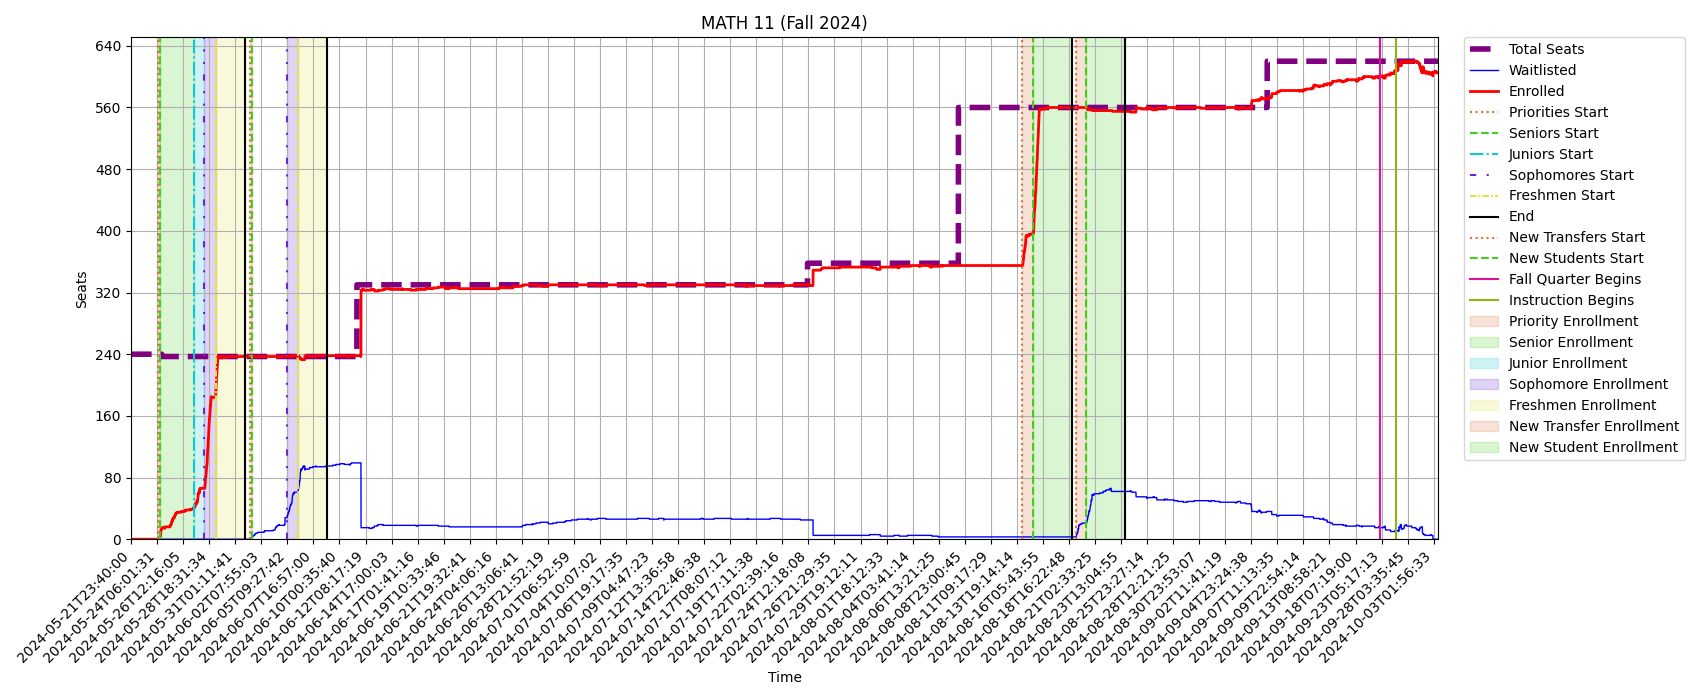 MATH 11 (Fall 2024)
Seats
640
560
480
400
320
240
160
80
0
2024-05-21T23:40:00
2024-05-24T06:01:31
2024-05-26T12:16:05
2024-05-28T18:31:34
2024-05-31T01:11:41
2024-06-02T07:55:03
2024-06-05T09:27:42
2024-06-07T16:57:00
2024-06-10T00:35:40
2024-06-12T08:17:19
2024-06-14T17:00:03
2024-06-17T01:41:16
2024-06-19T10:33:46
2024-06-21T19:32:41
2024-06-24T04:06:16
2024-06-26T13:06:41
2024-06-28T21:52:19
2024-07-01T06:52:59
2024-07-04T10:07:02
2024-07-06T19:17:35
2024-07-09T04:47:23
2024-07-12T13:36:58
2024-07-14T22:46:38
2024-07-17T08:07:12
2024-07-19T17:11:38
2024-07-22T02:39:16
2024-07-24T12:18:08
2024-07-26T21:29:35
2024-07-29T19:12:11
2024-08-01T18:12:33
2024-08-04T03:41:14
2024-08-06T13:21:25
2024-08-08T23:00:45
2024-08-11T09:17:29
2024-08-13T19:14:14
2024-08-16T05:43:55
2024-08-18T16:22:48
2024-08-21T02:33:25
2024-08-23T13:04:55
2024-08-25T23:27:14
2024-08-28T12:21:25
2024-08-30T23:53:07
2024-09-02T11:41:19
2024-09-04T23:24:38
2024-09-07T11:13:35
2024-09-09T22:54:14
2024-09-13T08:58:21
2024-09-18T07:19:00
2024-09-23T05:17:13
2024-09-28T03:35:45
2024-10-03T01:56:33
Time
Total Seats
Waitlisted
Enrolled
Priorities Start
Seniors Start
Juniors Start
Sophomores Start
Freshmen Start
End
New Transfers Start
New Students Start
Fall Quarter Begins
Instruction Begins
Priority Enrollment
Senior Enrollment
Junior Enrollment
Sophomore Enrollment
Freshmen Enrollment
New Transfer Enrollment
New Student Enrollment